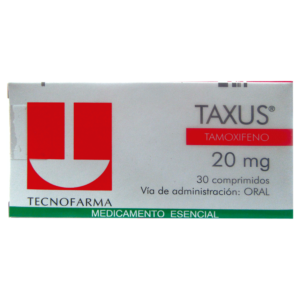 TAXUS®
TAMOXIFENO
20 mg
30 comprimidos
Vía de administración: ORAL
TECNOFARMA
MEDICAMENTO ESENCIAL